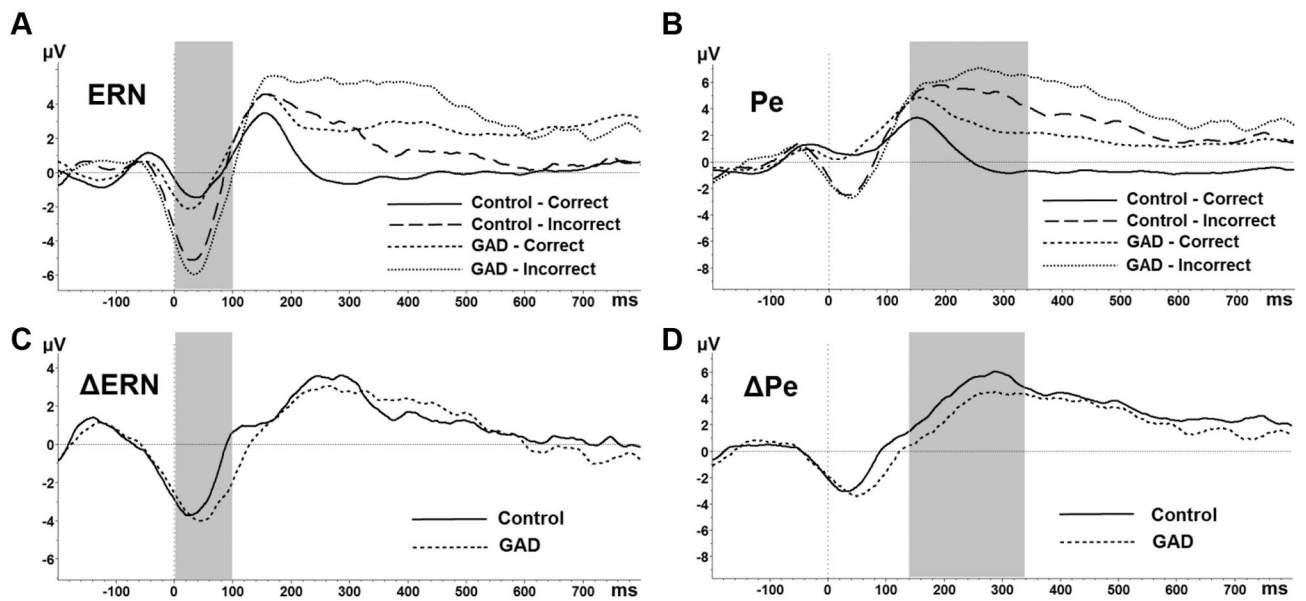 A
µV
ERN
4
2
0
-2
-4
-6
Control - Correct
Control - Incorrect
GAD - Correct
GAD - Incorrect
-100 0 100 200 300 400 500 600 700 ms
B
µV
Pe
6
4
2
0
-2
-4
-6
-8
Control - Correct
Control - Incorrect
GAD - Correct
GAD - Incorrect
-100 0 100 200 300 400 500 600 700 ms
C
µV
ΔERN
4
2
0
-2
-4
-6
Control
GAD
-100 0 100 200 300 400 500 600 700 ms
D
µV
ΔPe
8
6
4
2
0
-2
-4
-6
-8
Control
GAD
-100 0 100 200 300 400 500 600 700 ms